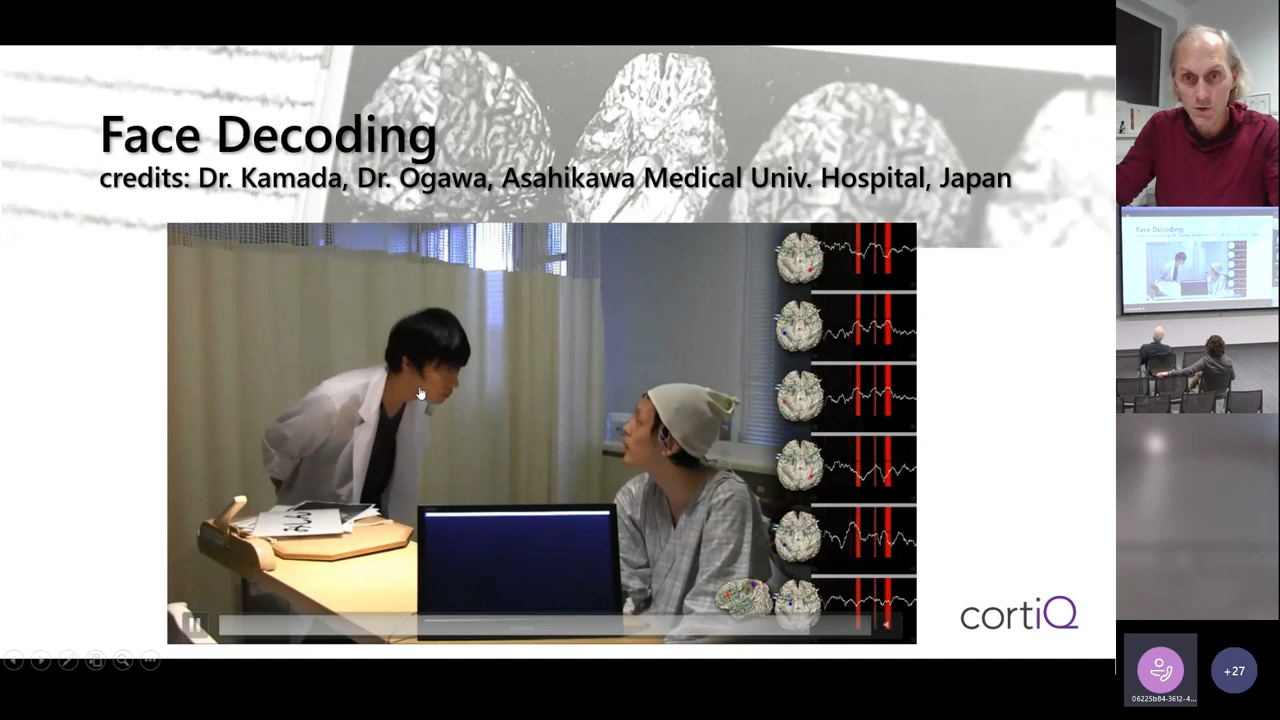 Face Decoding
credits: Dr. Kamada, Dr. Ogawa, Asahikawa Medical Univ. Hospital, Japan
cortiQ
Face Decoding
06225b84-3612-4...
+27